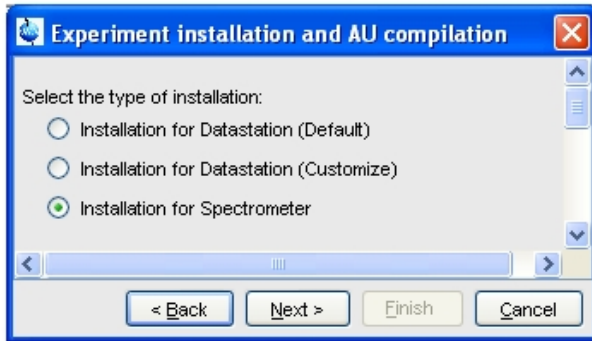 Experiment installation and AU compilation
Select the type of installation:
Installation for Datastation (Default)
Installation for Datastation (Customize)
Installation for Spectrometer
< Back Next > Finish Cancel